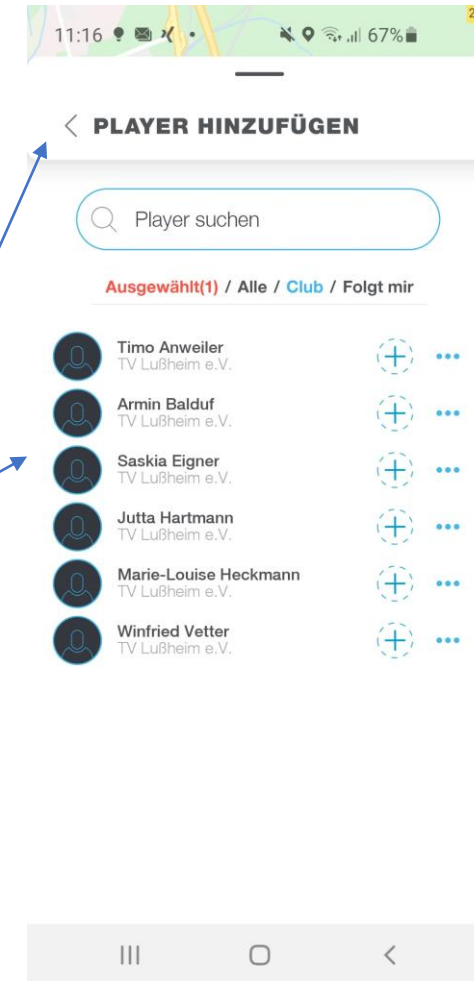 11:16 67% 2
PLAYER HINZUFÜGEN
Player suchen
Ausgewählt(1) / Alle / Club / Folgt mir
Timo Anweiler
TV Lußheim e.V.
Armin Balduf
TV Lußheim e.V.
Saskia Eigner
TV Lußheim e.V.
Jutta Hartmann
TV Lußheim e.V.
Marie-Louise Heckmann
TV Lußheim e.V.
Winfried Vetter
TV Lußheim e.V.